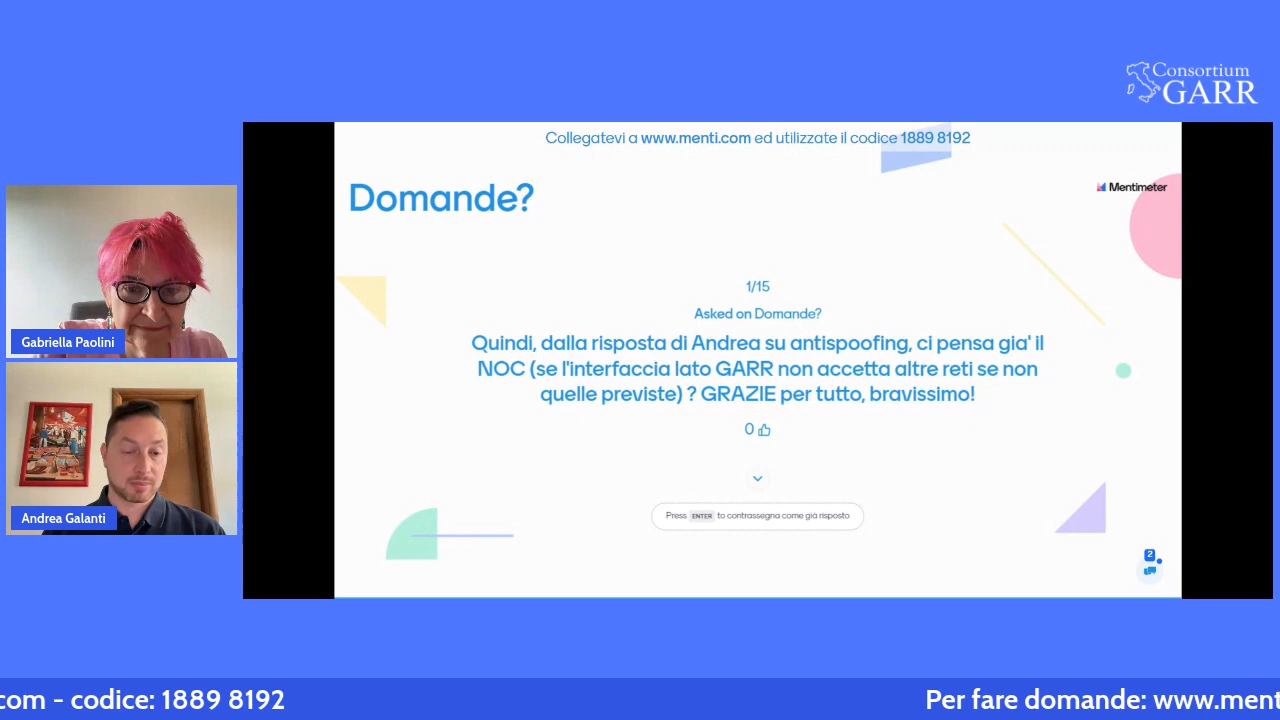 Consortium
GARR
Collegatevi a www.menti.com ed utilizzate il codice 1889 8192
Domande?
Mentimeter
1/15
Asked on Domande?
Quindi, dalla risposta di Andrea su antispoofing, ci pensa gia' il
NOC (se l'interfaccia lato GARR non accetta altre reti se non
quelle previste) ? GRAZIE per tutto, bravissimo!
0
Press ENTER to contrassegna come già risposto
2
Gabriella Paolini
Andrea Galanti
com - codice: 1889 8192
Per fare domande: www.ment